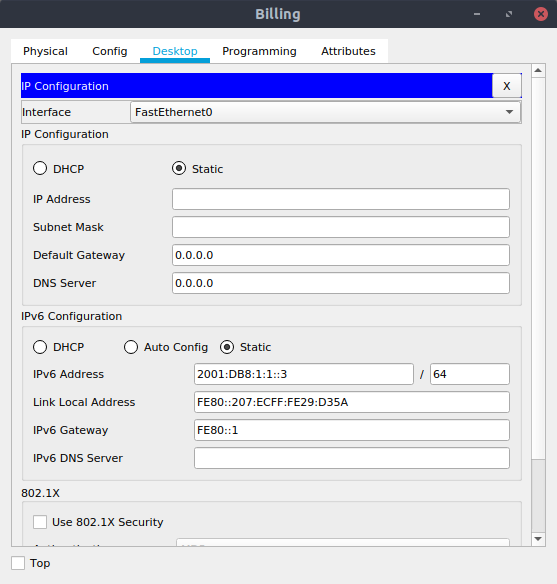 Billing
Physical Config Desktop Programming Attributes
IP Configuration X
Interface FastEthernet0
IP Configuration
DHCP Static
IP Address
Subnet Mask
Default Gateway 0.0.0.0
DNS Server 0.0.0.0
IPv6 Configuration
DHCP Auto Config Static
IPv6 Address 2001:DB8:1:1::3 / 64
Link Local Address FE80::207:ECFF:FE29:D35A
IPv6 Gateway FE80::1
IPv6 DNS Server
802.1X
Use 802.1X Security
Top